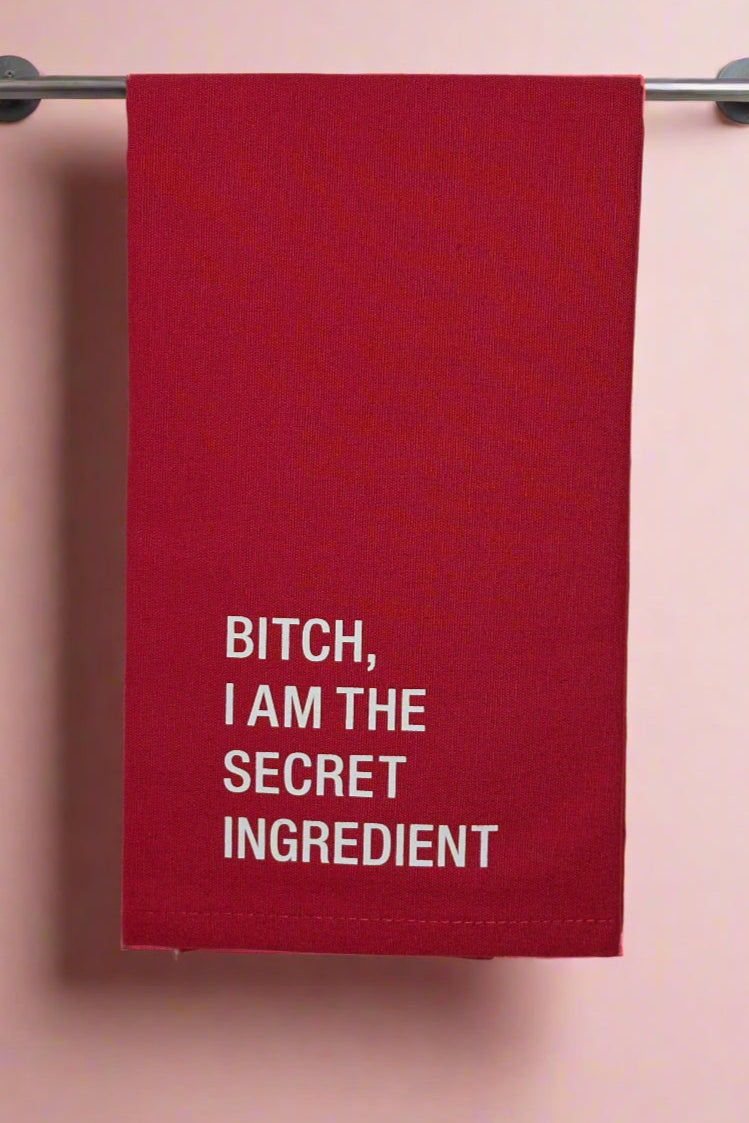 BITCH,
I AM THE
SECRET
INGREDIENT